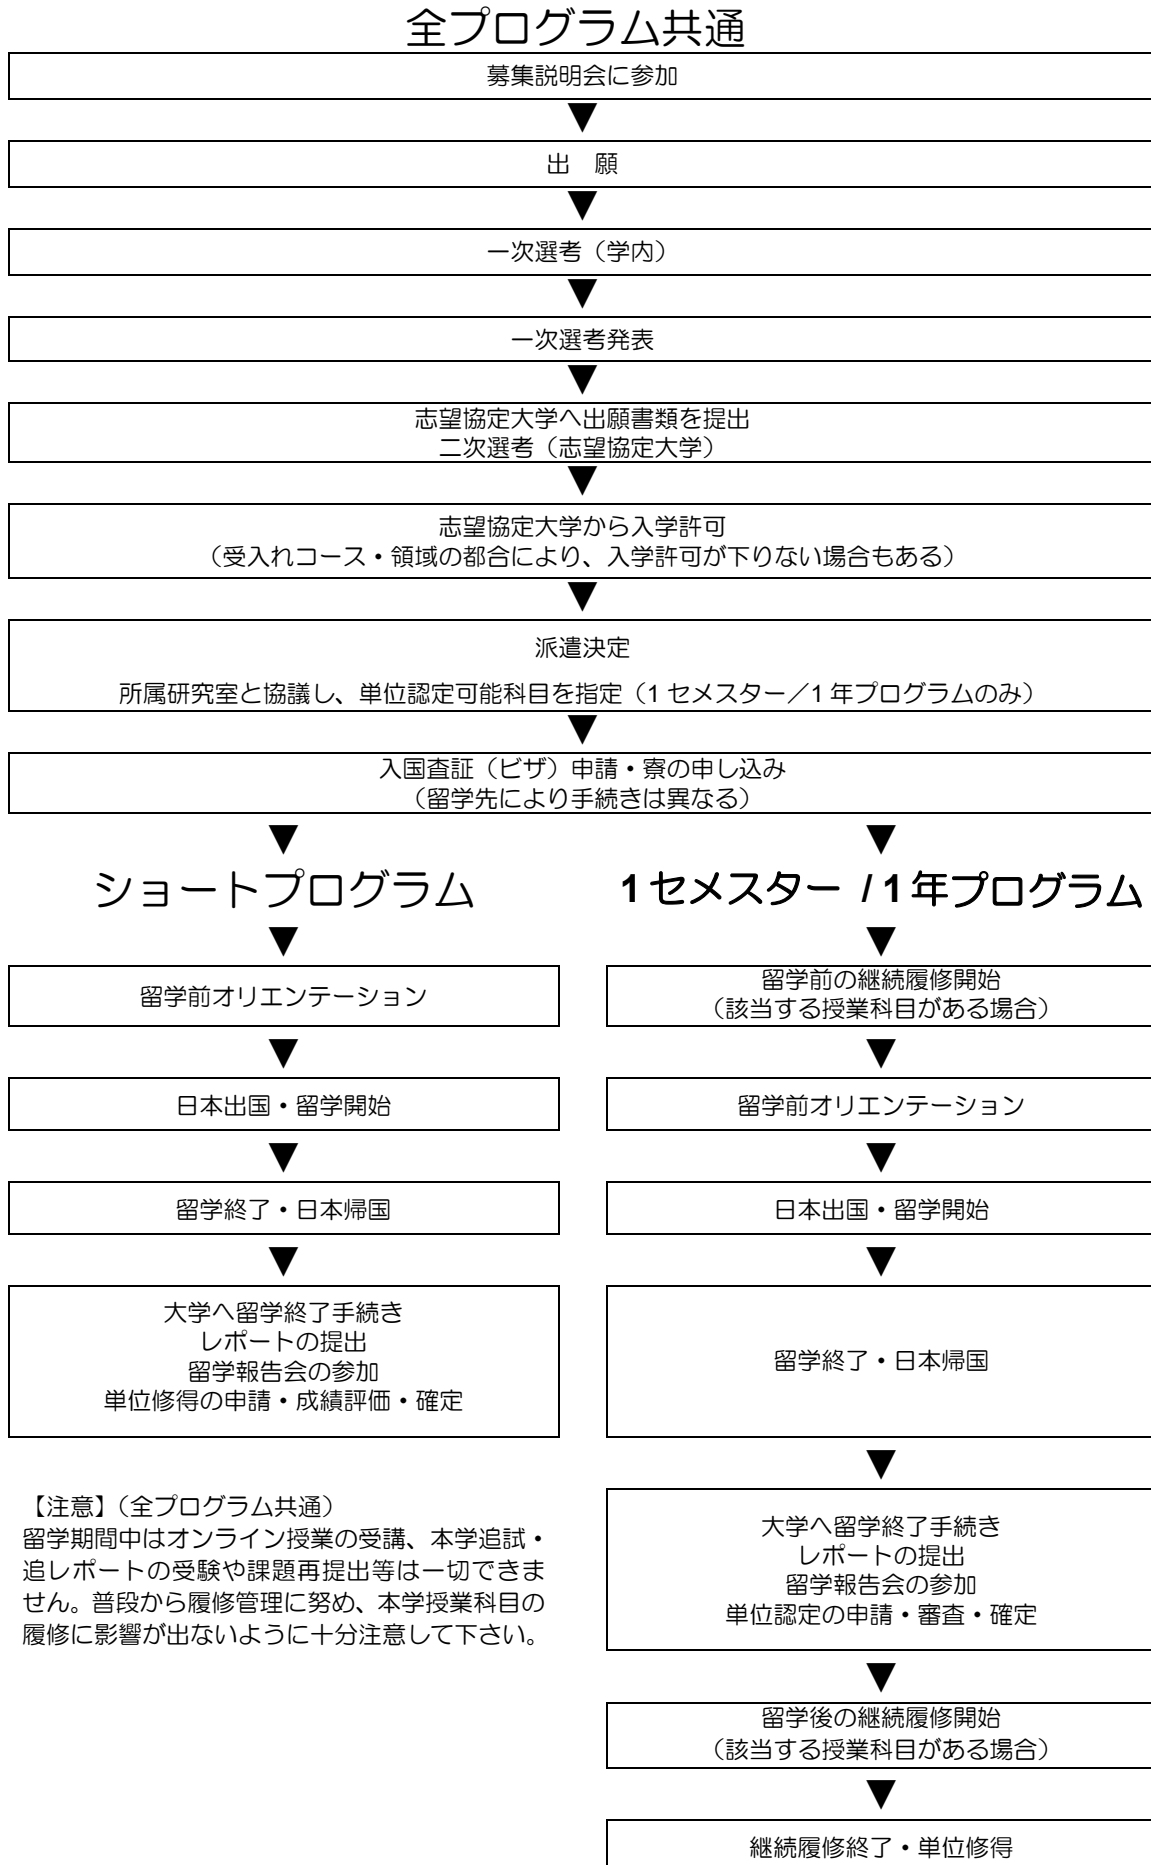 全プログラム共通
募集説明会に参加
▼
出　願
▼
一次選考（学内）
▼
一次選考発表
▼
志望協定大学へ出願書類を提出
二次選考（志望協定大学）
▼
志望協定大学から入学許可
（受入れコース・領域の都合により、入学許可が下りない場合もある）
▼
派遣決定
所属研究室と協議し、単位認定可能科目を指定（1 セメスター／1 年プログラムのみ）
▼
入国査証（ビザ）申請・寮の申し込み
（留学先により手続きは異なる）
▼
ショートプログラム
▼
留学前オリエンテーション
▼
日本出国・留学開始
▼
留学終了・日本帰国
▼
大学へ留学終了手続き
レポートの提出
留学報告会の参加
単位修得の申請・成績評価・確定
【注意】（全プログラム共通）
留学期間中はオンライン授業の受講、本学追試・
追レポートの受験や課題再提出等は一切できま
せん。普段から履修管理に努め、本学授業科目の
履修に影響が出ないように十分注意して下さい。
▼
1 セメスター / 1 年プログラム
▼
留学前の継続履修開始
（該当する授業科目がある場合）
▼
留学前オリエンテーション
▼
日本出国・留学開始
▼
留学終了・日本帰国
▼
大学へ留学終了手続き
レポートの提出
留学報告会の参加
単位認定の申請・審査・確定
▼
留学後の継続履修開始
（該当する授業科目がある場合）
▼
継続履修終了・単位修得